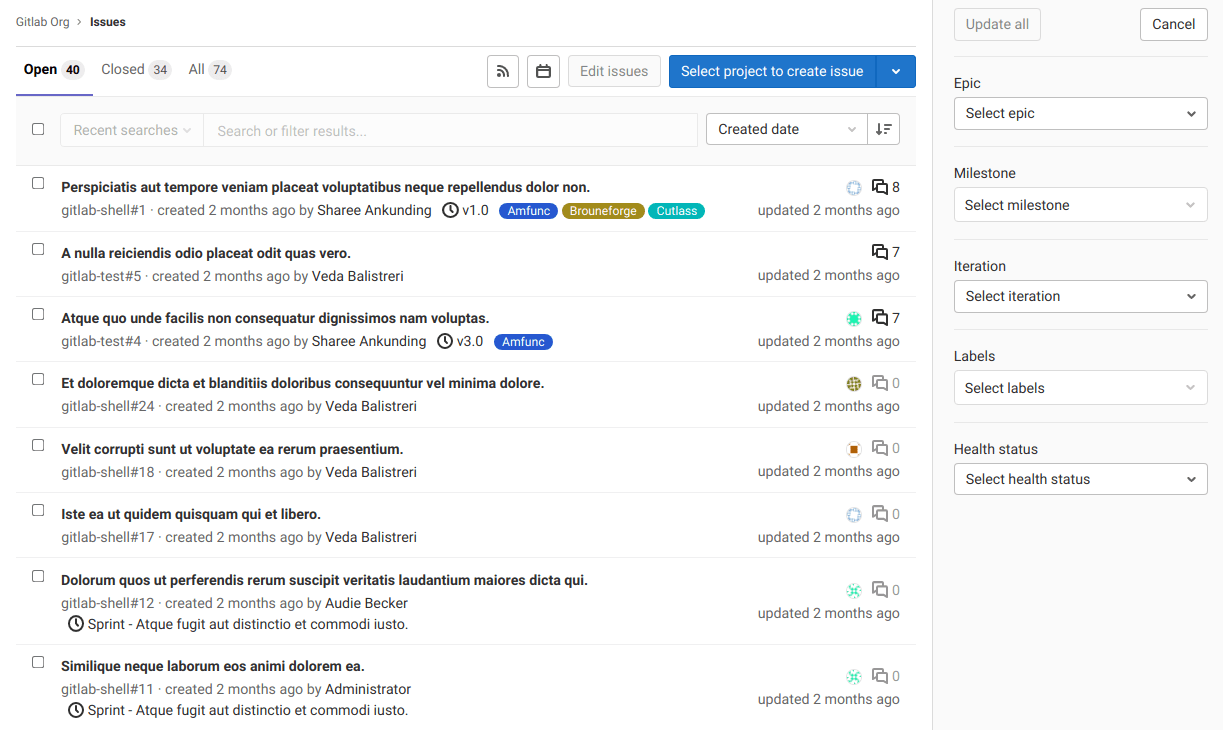 Gitlab Org › Issues
Open 40 Closed 34 All 74
Edit issues
Select project to create issue
Recent searches
Search or filter results...
Created date
Perspiciatis aut tempore veniam placeat voluptatibus neque repellendus dolor non.
8
gitlab-shell#1 · created 2 months ago by Sharee Ankunding v1.0 Amfunc Brouneforge Cutlass
updated 2 months ago
A nulla reiciendis odio placeat odit quas vero.
7
gitlab-test#5 · created 2 months ago by Veda Balistreri
updated 2 months ago
Atque quo unde facilis non consequatur dignissimos nam voluptas.
7
gitlab-test#4 · created 2 months ago by Sharee Ankunding v3.0 Amfunc
updated 2 months ago
Et doloremque dicta et blanditiis doloribus consequuntur vel minima dolore.
0
gitlab-shell#24 · created 2 months ago by Veda Balistreri
updated 2 months ago
Velit corrupti sunt ut voluptate ea rerum praesentium.
0
gitlab-shell#18 · created 2 months ago by Veda Balistreri
updated 2 months ago
Iste ea ut quidem quisquam qui et libero.
0
gitlab-shell#17 · created 2 months ago by Veda Balistreri
updated 2 months ago
Dolorum quos ut perferendis rerum suscipit veritatis laudantium maiores dicta qui.
0
gitlab-shell#12 · created 2 months ago by Audie Becker
updated 2 months ago
Sprint - Atque fugit aut distinctio et commodi iusto.
Similique neque laborum eos animi dolorem ea.
0
gitlab-shell#11 · created 2 months ago by Administrator
updated 2 months ago
Sprint - Atque fugit aut distinctio et commodi iusto.
Update all
Cancel
Epic
Select epic
Milestone
Select milestone
Iteration
Select iteration
Labels
Select labels
Health status
Select health status